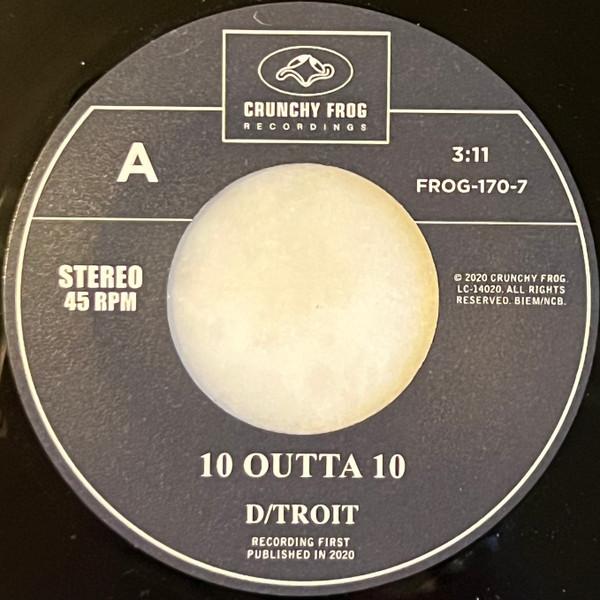 CRUNCHY FROG
RECORDINGS
A
3:11
FROG-170-7
STEREO
45 RPM
© 2020 CRUNCHY FROG.
LC-14020. ALL RIGHTS
RESERVED. BIEM/NCB.
10 OUTTA 10
D/TROIT
RECORDING FIRST
PUBLISHED IN 2020